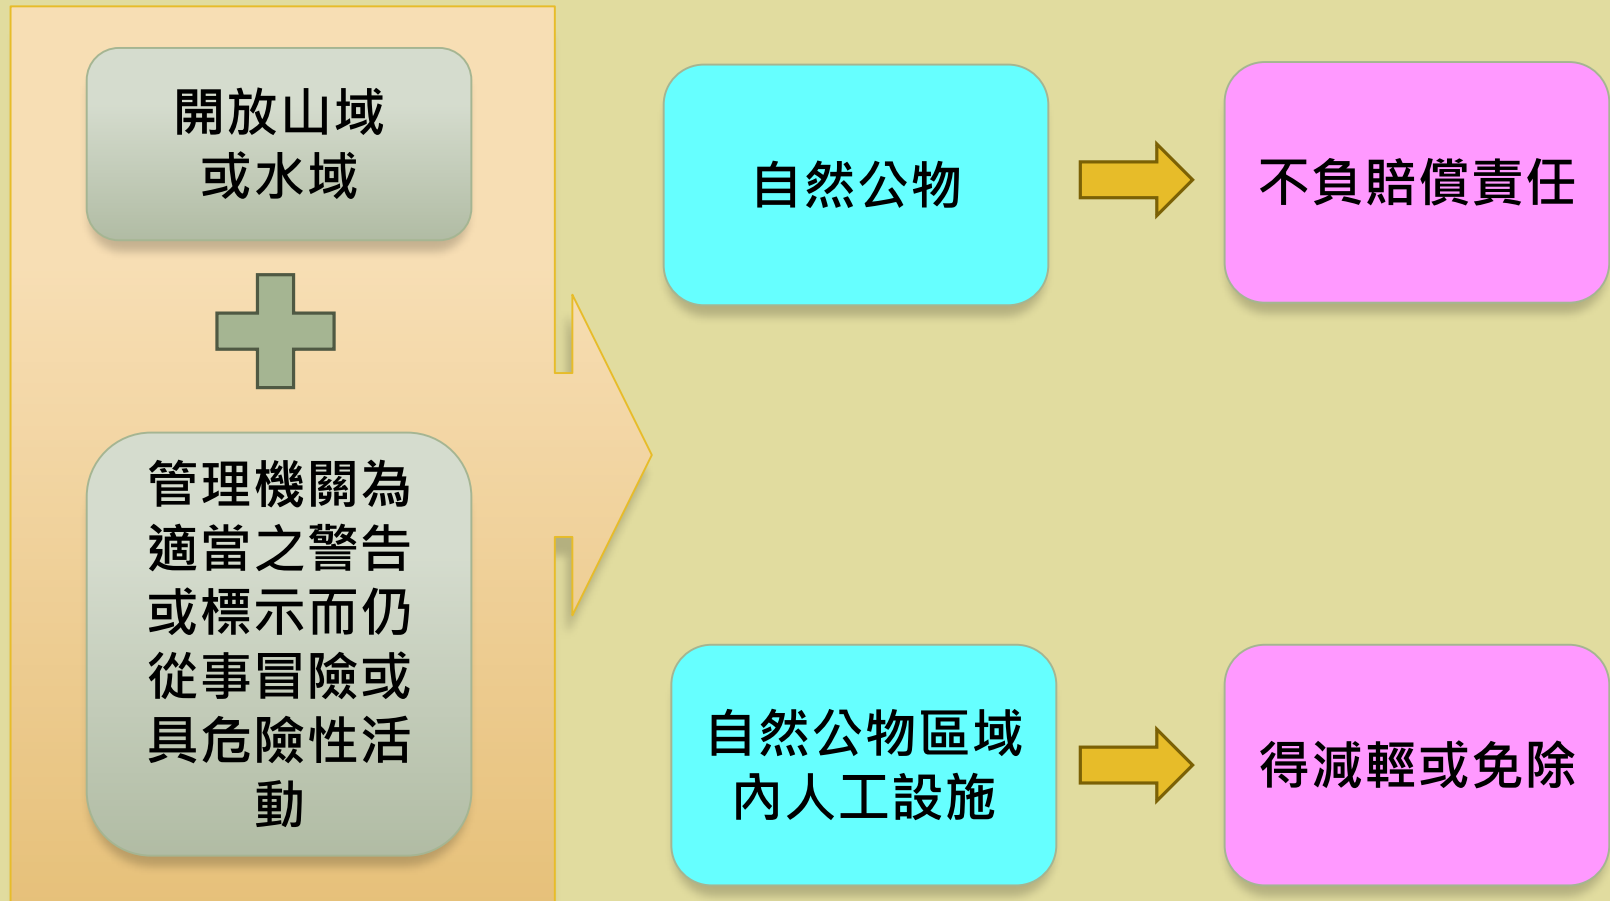 開放山域
或水域
管理機關為
適當之警告
或標示而仍
從事冒險或
具危險性活
動
自然公物
不負賠償責任
自然公物區域
內人工設施
得減輕或免除